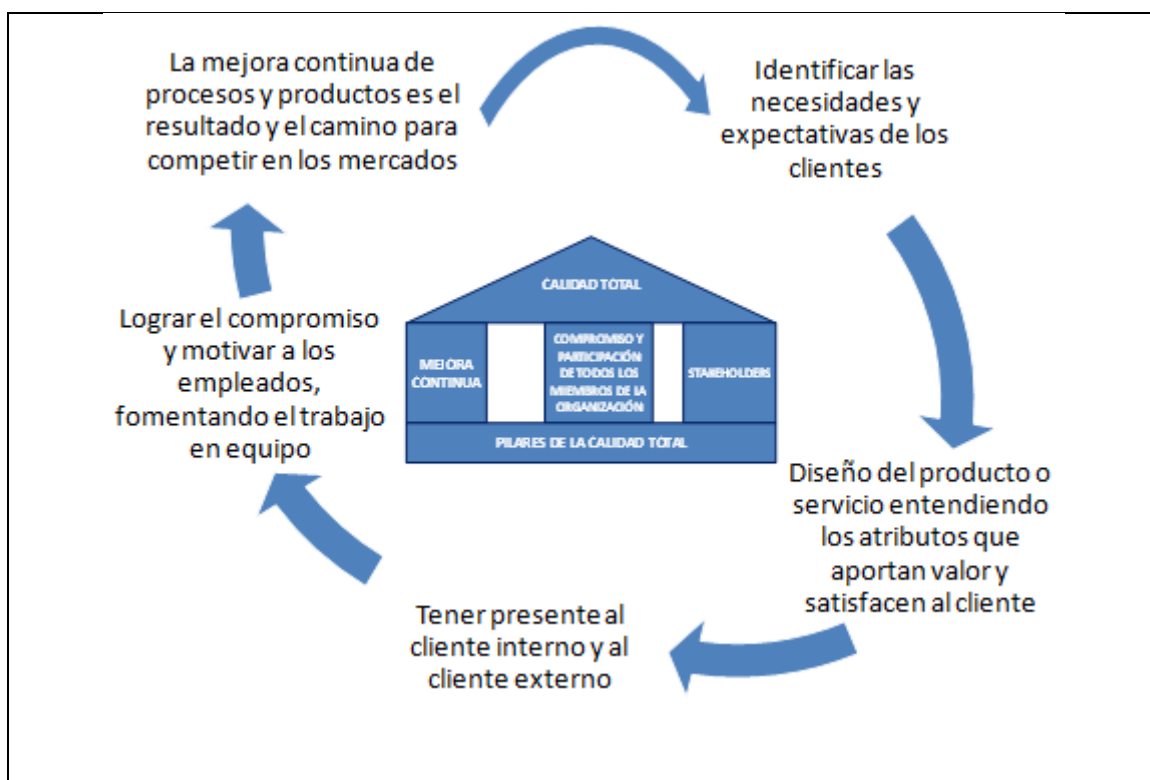 La mejora continua de
procesos y productos es el
resultado y el camino para
competir en los mercados
Identificar las
necesidades y
expectativas de los
clientes
Diseño del producto o
servicio entendiendo
los atributos que
aportan valor y
satisfacen al cliente
Tener presente al
cliente interno y al
cliente externo
Lograr el compromiso
y motivar a los
empleados,
fomentando el trabajo
en equipo
CALIDAD TOTAL
MEJORA
CONTINUA
COMPROMISO Y
PARTICIPACIÓN
DE TODOS LOS
MIEMBROS DE LA
ORGANIZACIÓN
STAKEHOLDERS
PILARES DE LA CALIDAD TOTAL